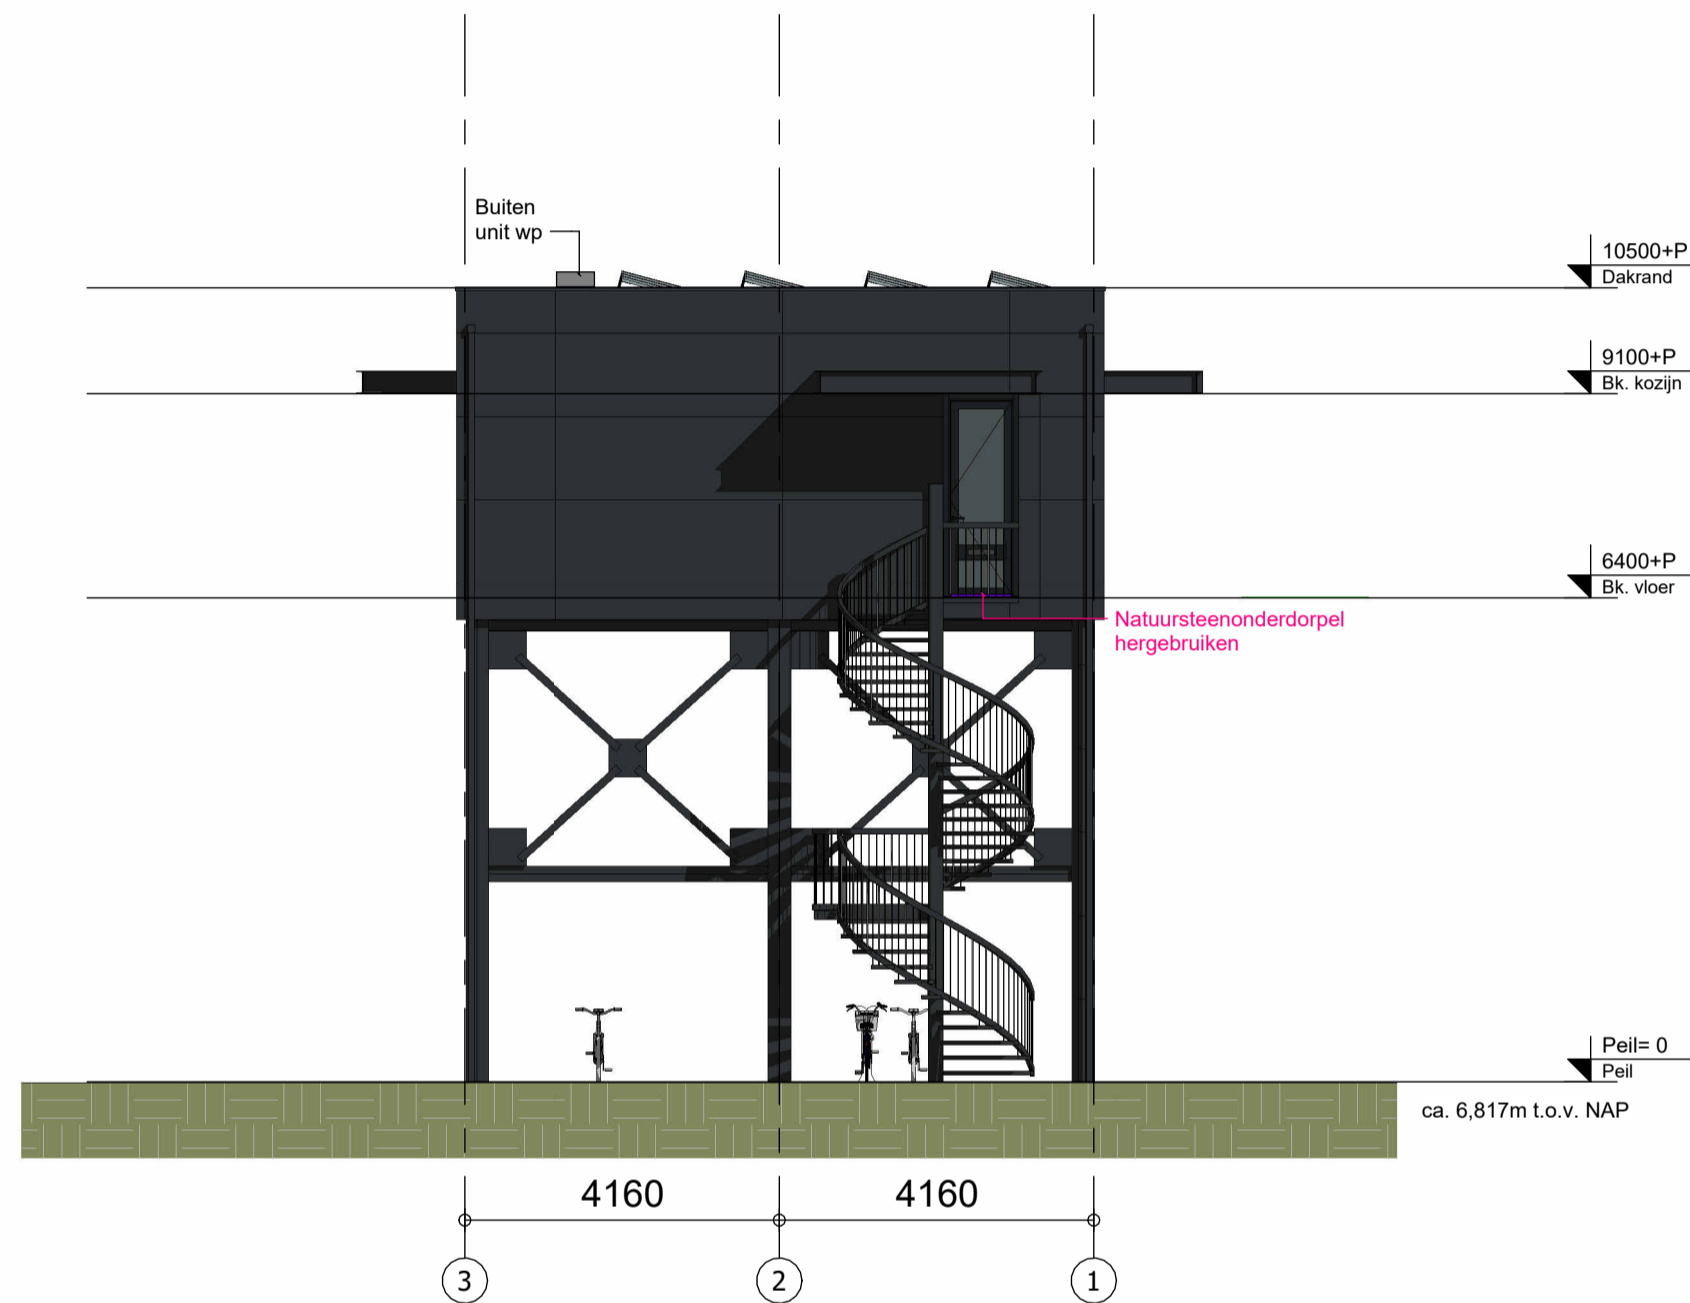 Buiten
unit wp
10500+P
Dakrand
9100+P
Bk. kozijn
6400+P
Bk. vloer
Natuursteenonderdorpel
hergebruiken
Peil= 0
Peil
ca. 6,817m t.o.v. NAP
4160 4160
3 2 1